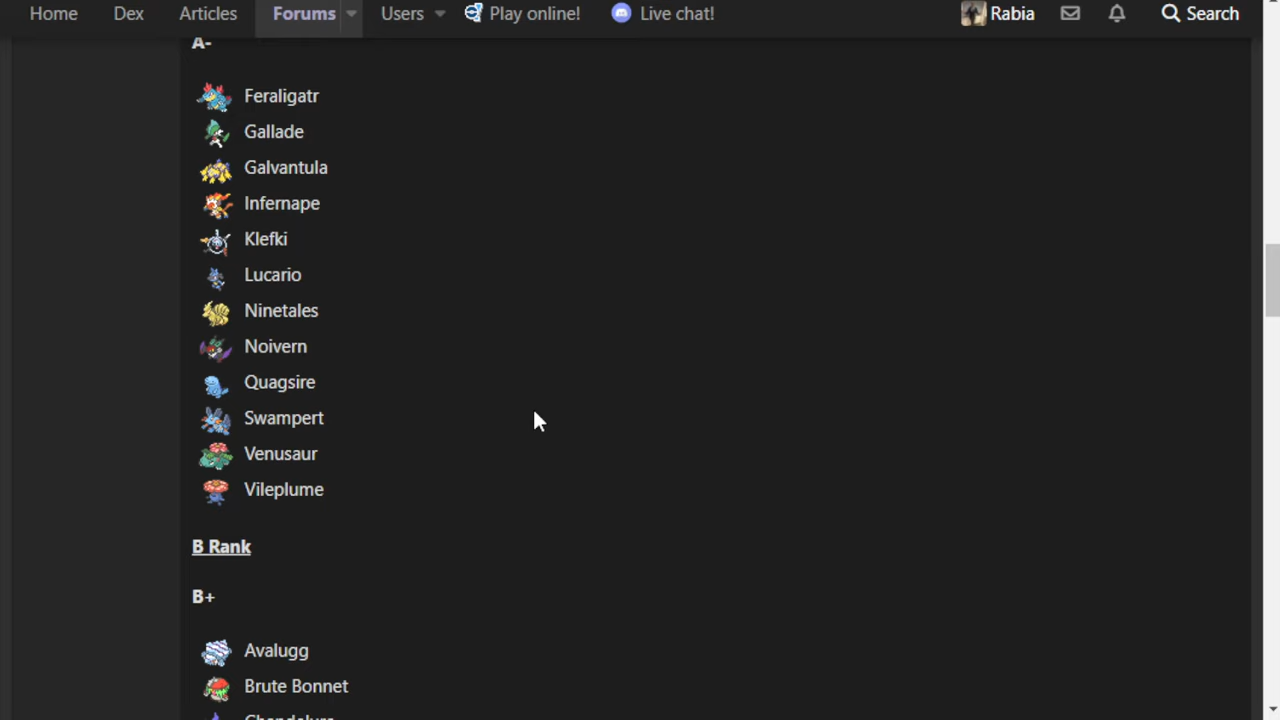 Home Dex Articles Forums Users Play online! Live chat! Rabia Search
A-
Feraligatr
Gallade
Galvantula
Infernape
Klefki
Lucario
Ninetales
Noivern
Quagsire
Swampert
Venusaur
Vileplume
B Rank
B+
Avalugg
Brute Bonnet
Chandelure